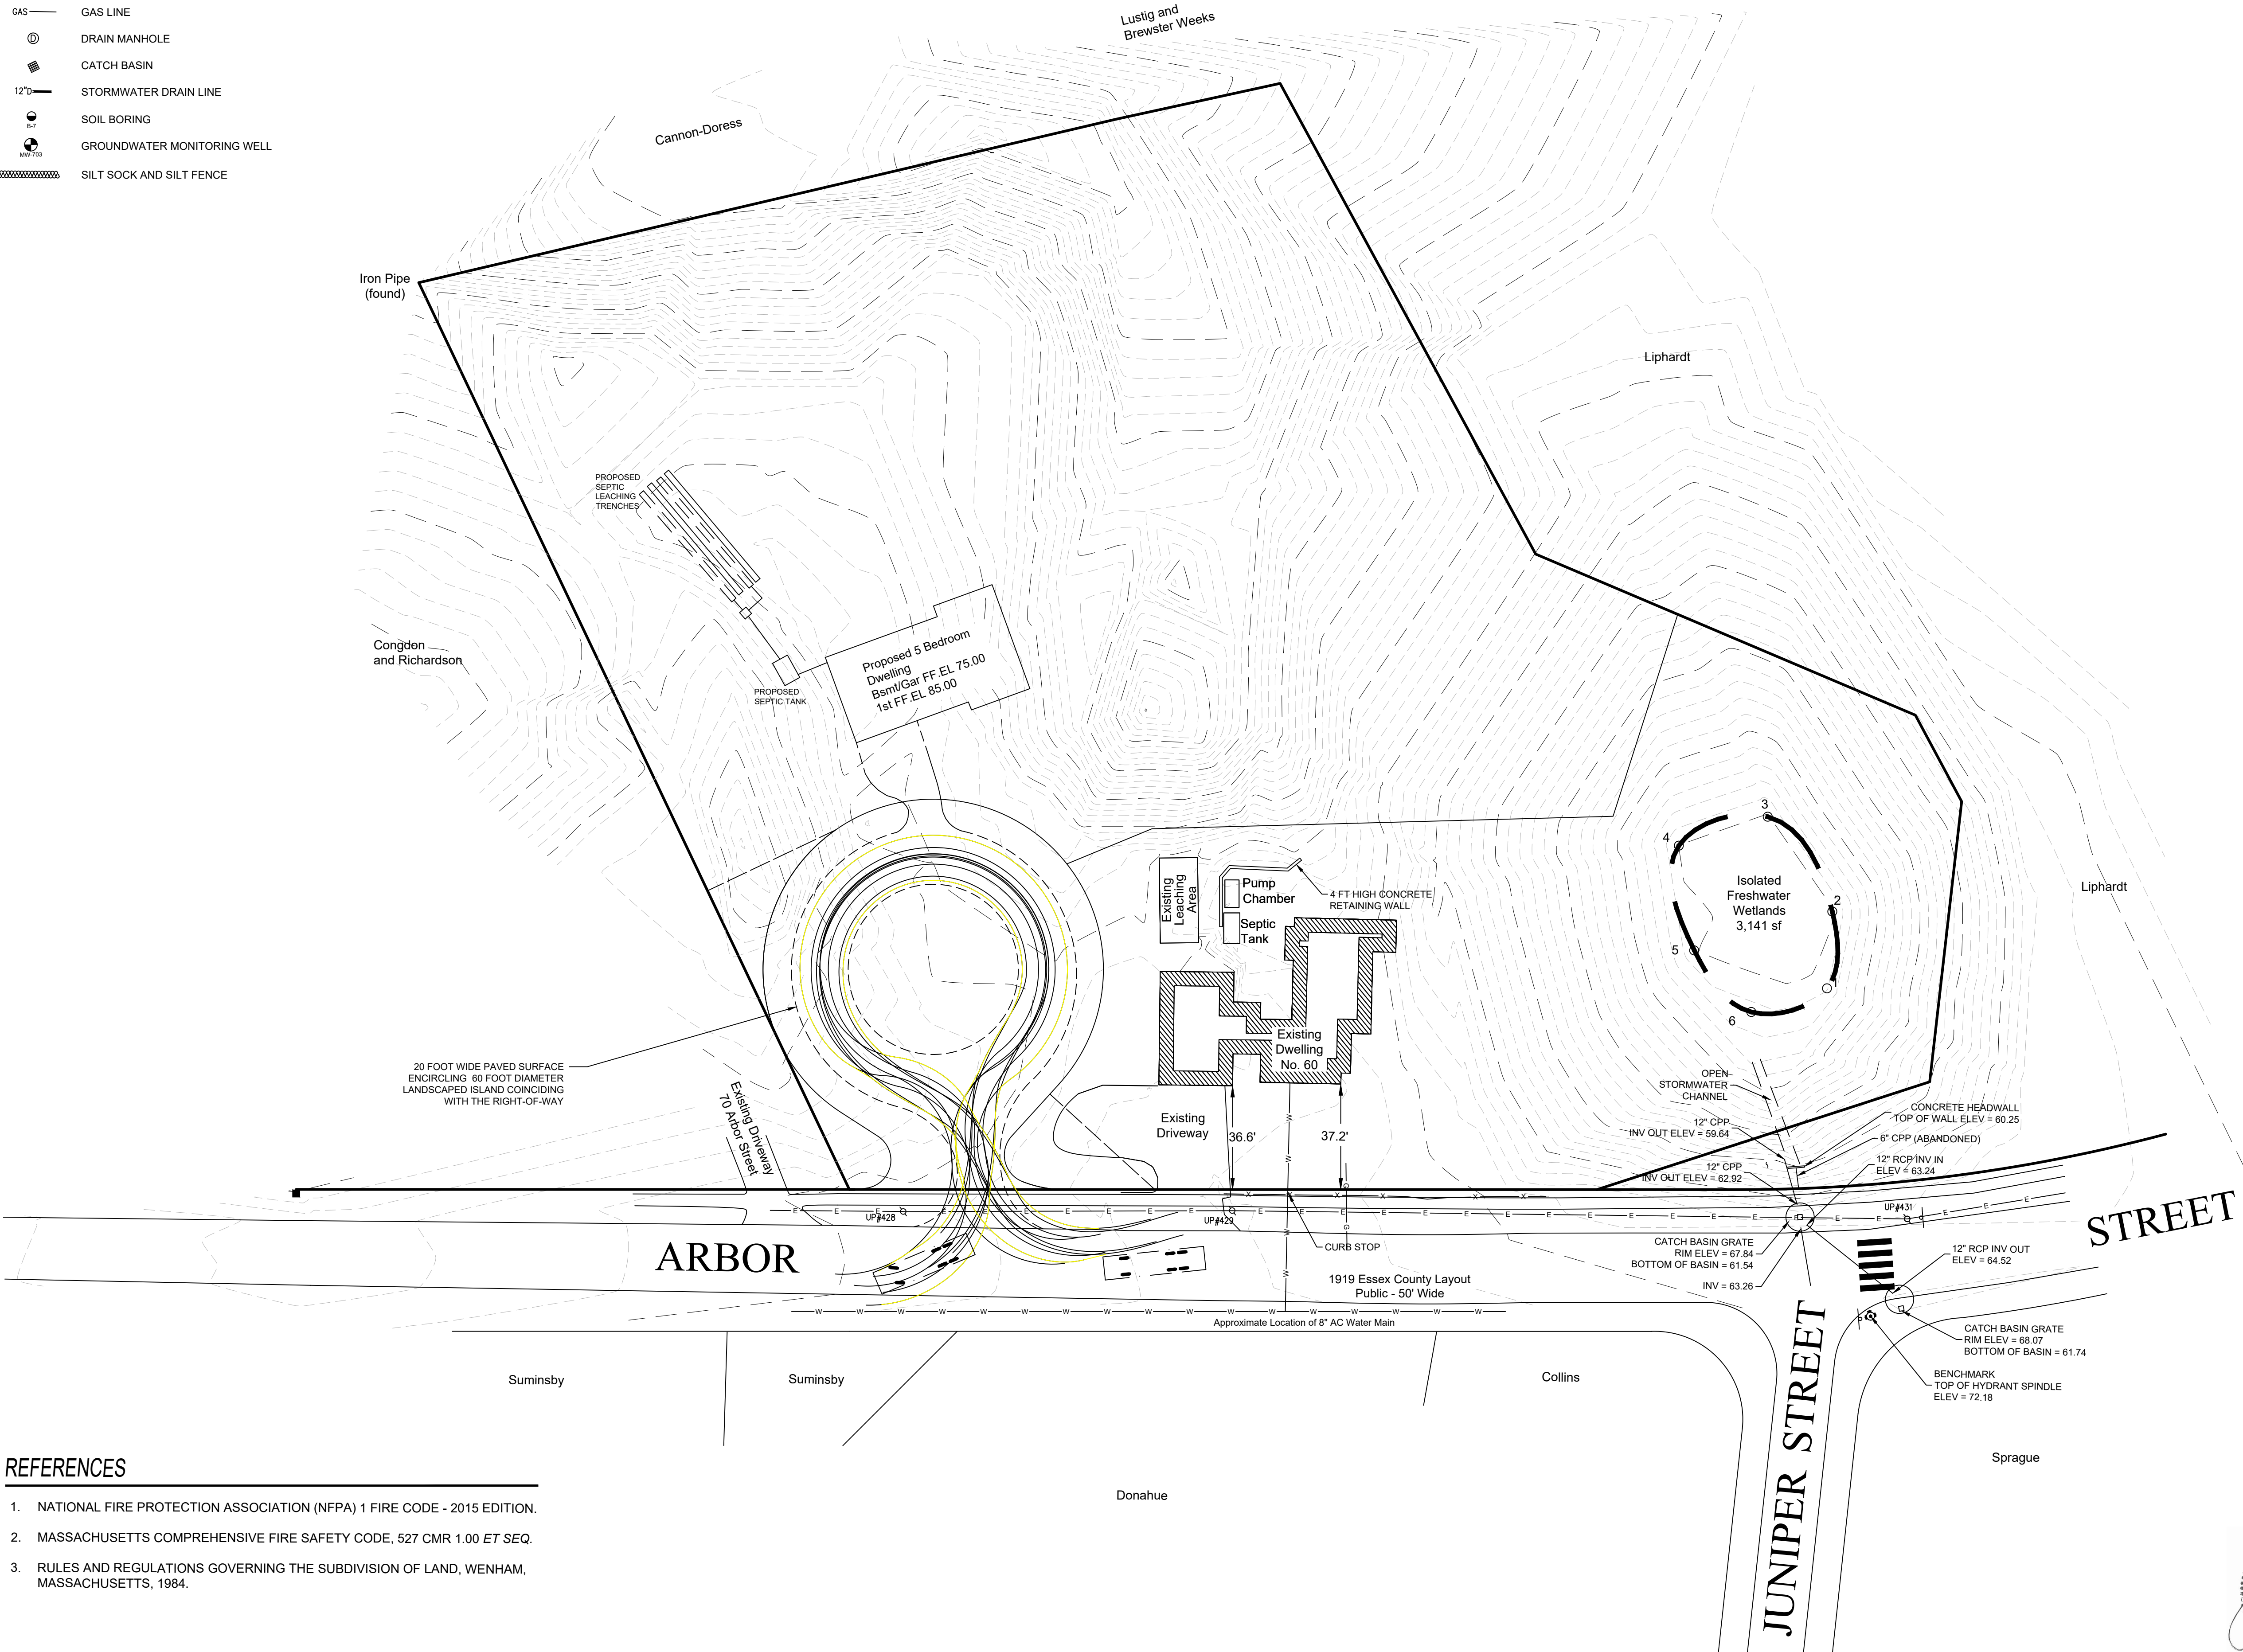 GAS
GAS LINE
D
DRAIN MANHOLE
CATCH BASIN
12"D
STORMWATER DRAIN LINE
B-7
SOIL BORING
MW-703
GROUNDWATER MONITORING WELL
SILT SOCK AND SILT FENCE
Lustig and
Brewster Weeks
Cannon-Doress
Iron Pipe
(found)
Liphardt
PROPOSED
SEPTIC
LEACHING
TRENCHES
Congdon
and Richardson
Proposed 5 Bedroom
Dwelling
Bsmt/Gar FF.EL 75.00
1st FF.EL 85.00
PROPOSED
SEPTIC TANK
3
4
2
5
1
6
Isolated
Freshwater
Wetlands
3,141 sf
Liphardt
Existing
Leaching
Area
Pump
Chamber
Septic
Tank
4 FT HIGH CONCRETE
RETAINING WALL
Existing
Dwelling
No. 60
20 FOOT WIDE PAVED SURFACE
ENCIRCLING 60 FOOT DIAMETER
LANDSCAPED ISLAND COINCIDING
WITH THE RIGHT-OF-WAY
Existing Driveway
70 Arbor Street
Existing
Driveway
36.6'
37.2'
OPEN
STORMWATER
CHANNEL
12" CPP
INV OUT ELEV = 59.64
CONCRETE HEADWALL
TOP OF WALL ELEV = 60.25
6" CPP (ABANDONED)
12" CPP
INV OUT ELEV = 62.92
12" RCP INV IN
ELEV = 63.24
UP#428
UP#429
UP#431
ARBOR
STREET
CURB STOP
CATCH BASIN GRATE
RIM ELEV = 67.84
BOTTOM OF BASIN = 61.54
INV = 63.26
12" RCP INV OUT
ELEV = 64.52
1919 Essex County Layout
Public - 50' Wide
Approximate Location of 8" AC Water Main
CATCH BASIN GRATE
RIM ELEV = 68.07
BOTTOM OF BASIN = 61.74
BENCHMARK
TOP OF HYDRANT SPINDLE
ELEV = 72.18
JUNIPER STREET
Suminsby
Suminsby
Collins
Sprague
Donahue
REFERENCES
1. NATIONAL FIRE PROTECTION ASSOCIATION (NFPA) 1 FIRE CODE - 2015 EDITION.
2. MASSACHUSETTS COMPREHENSIVE FIRE SAFETY CODE, 527 CMR 1.00 ET SEQ.
3. RULES AND REGULATIONS GOVERNING THE SUBDIVISION OF LAND, WENHAM,
MASSACHUSETTS, 1984.